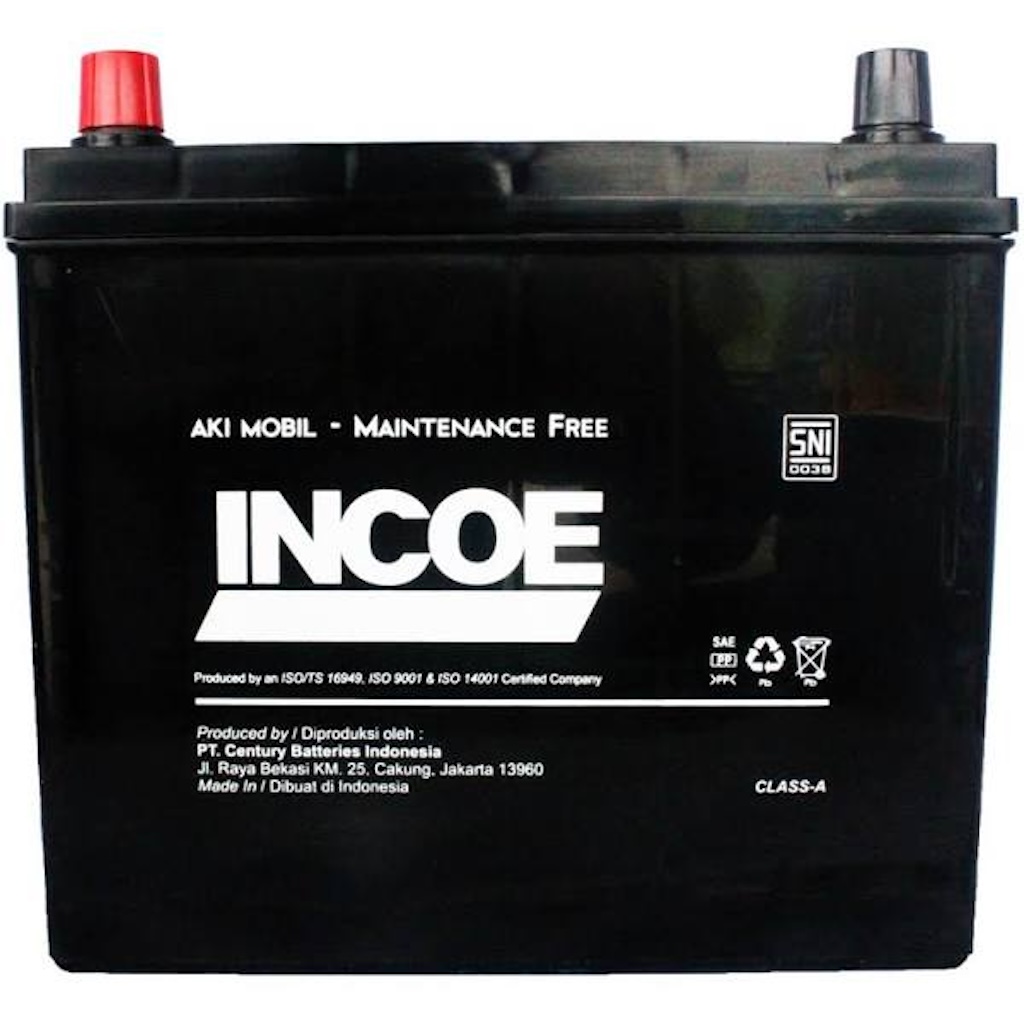 AKI MOBIL - MAINTENANCE FREE
SNI
0038
INCOE
SAE
PP
>PP<
Pb
Pb
Produced by an ISO/TS 16949, ISO 9001 & ISO 14001 Certified Company
Produced by / Diproduksi oleh :
PT. Century Batteries Indonesia
Jl. Raya Bekasi KM. 25, Cakung, Jakarta 13960
Made In / Dibuat di Indonesia
CLASS-A